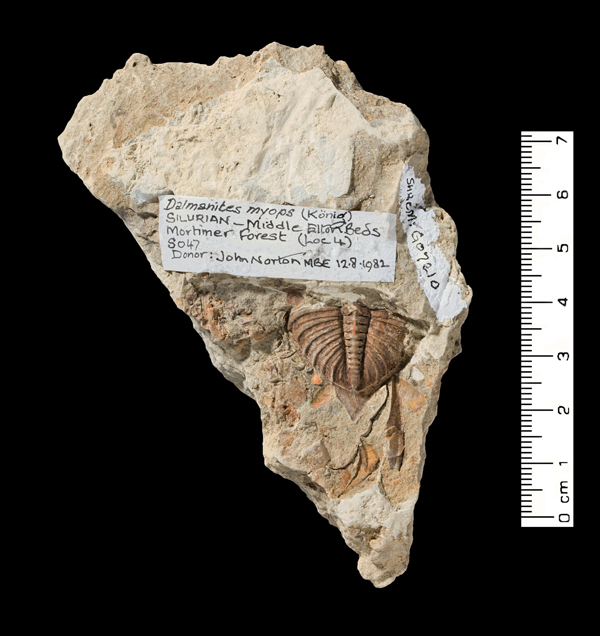 Dalmanites myops (König)
SILURIAN – Middle Elton Beds
Mortimer Forest (Loc 4)
SO47
Donor: John Norton MBE 12.8.1982
SHRCM: G07210
7
6
5
4
3
2
1
0 cm